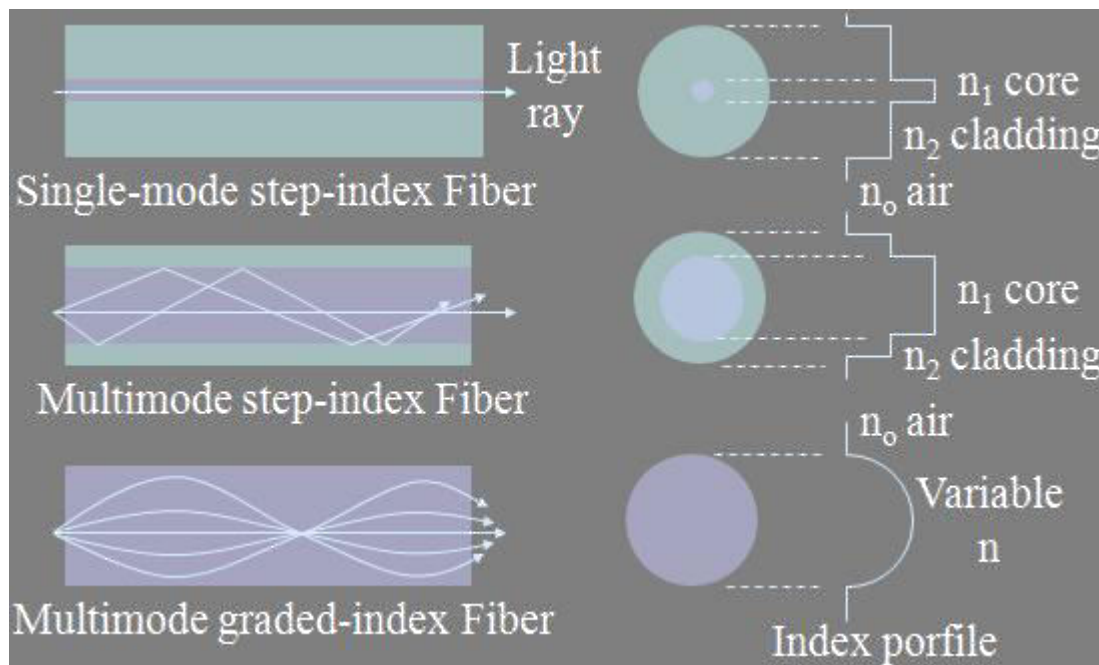 Light
ray
n₁ core
n₂ cladding
Single-mode step-index Fiber
nₒ air
n₁ core
n₂ cladding
Multimode step-index Fiber
nₒ air
Variable
n
Multimode graded-index Fiber
Index porfile